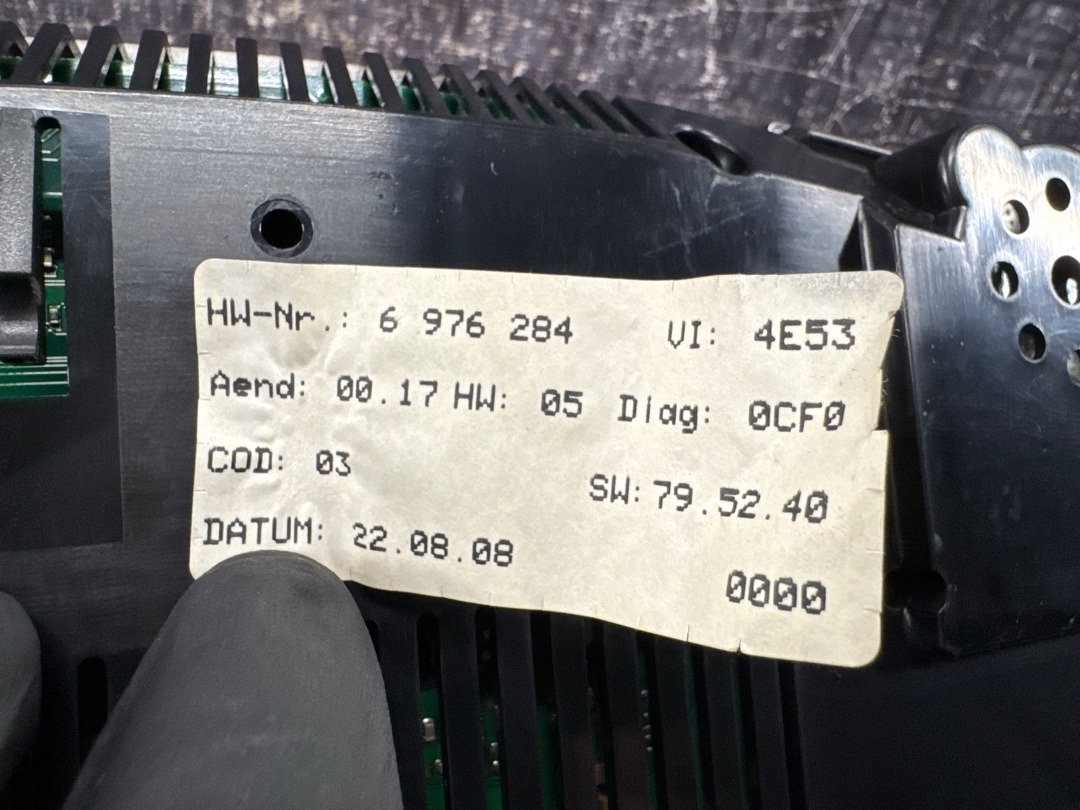 HW-Nr.: 6 976 284 VI: 4E53
Aend: 00.17 HW: 05 Diag: 0CF0
COD: 03 SW: 79.52.40
DATUM: 22.08.08 0000